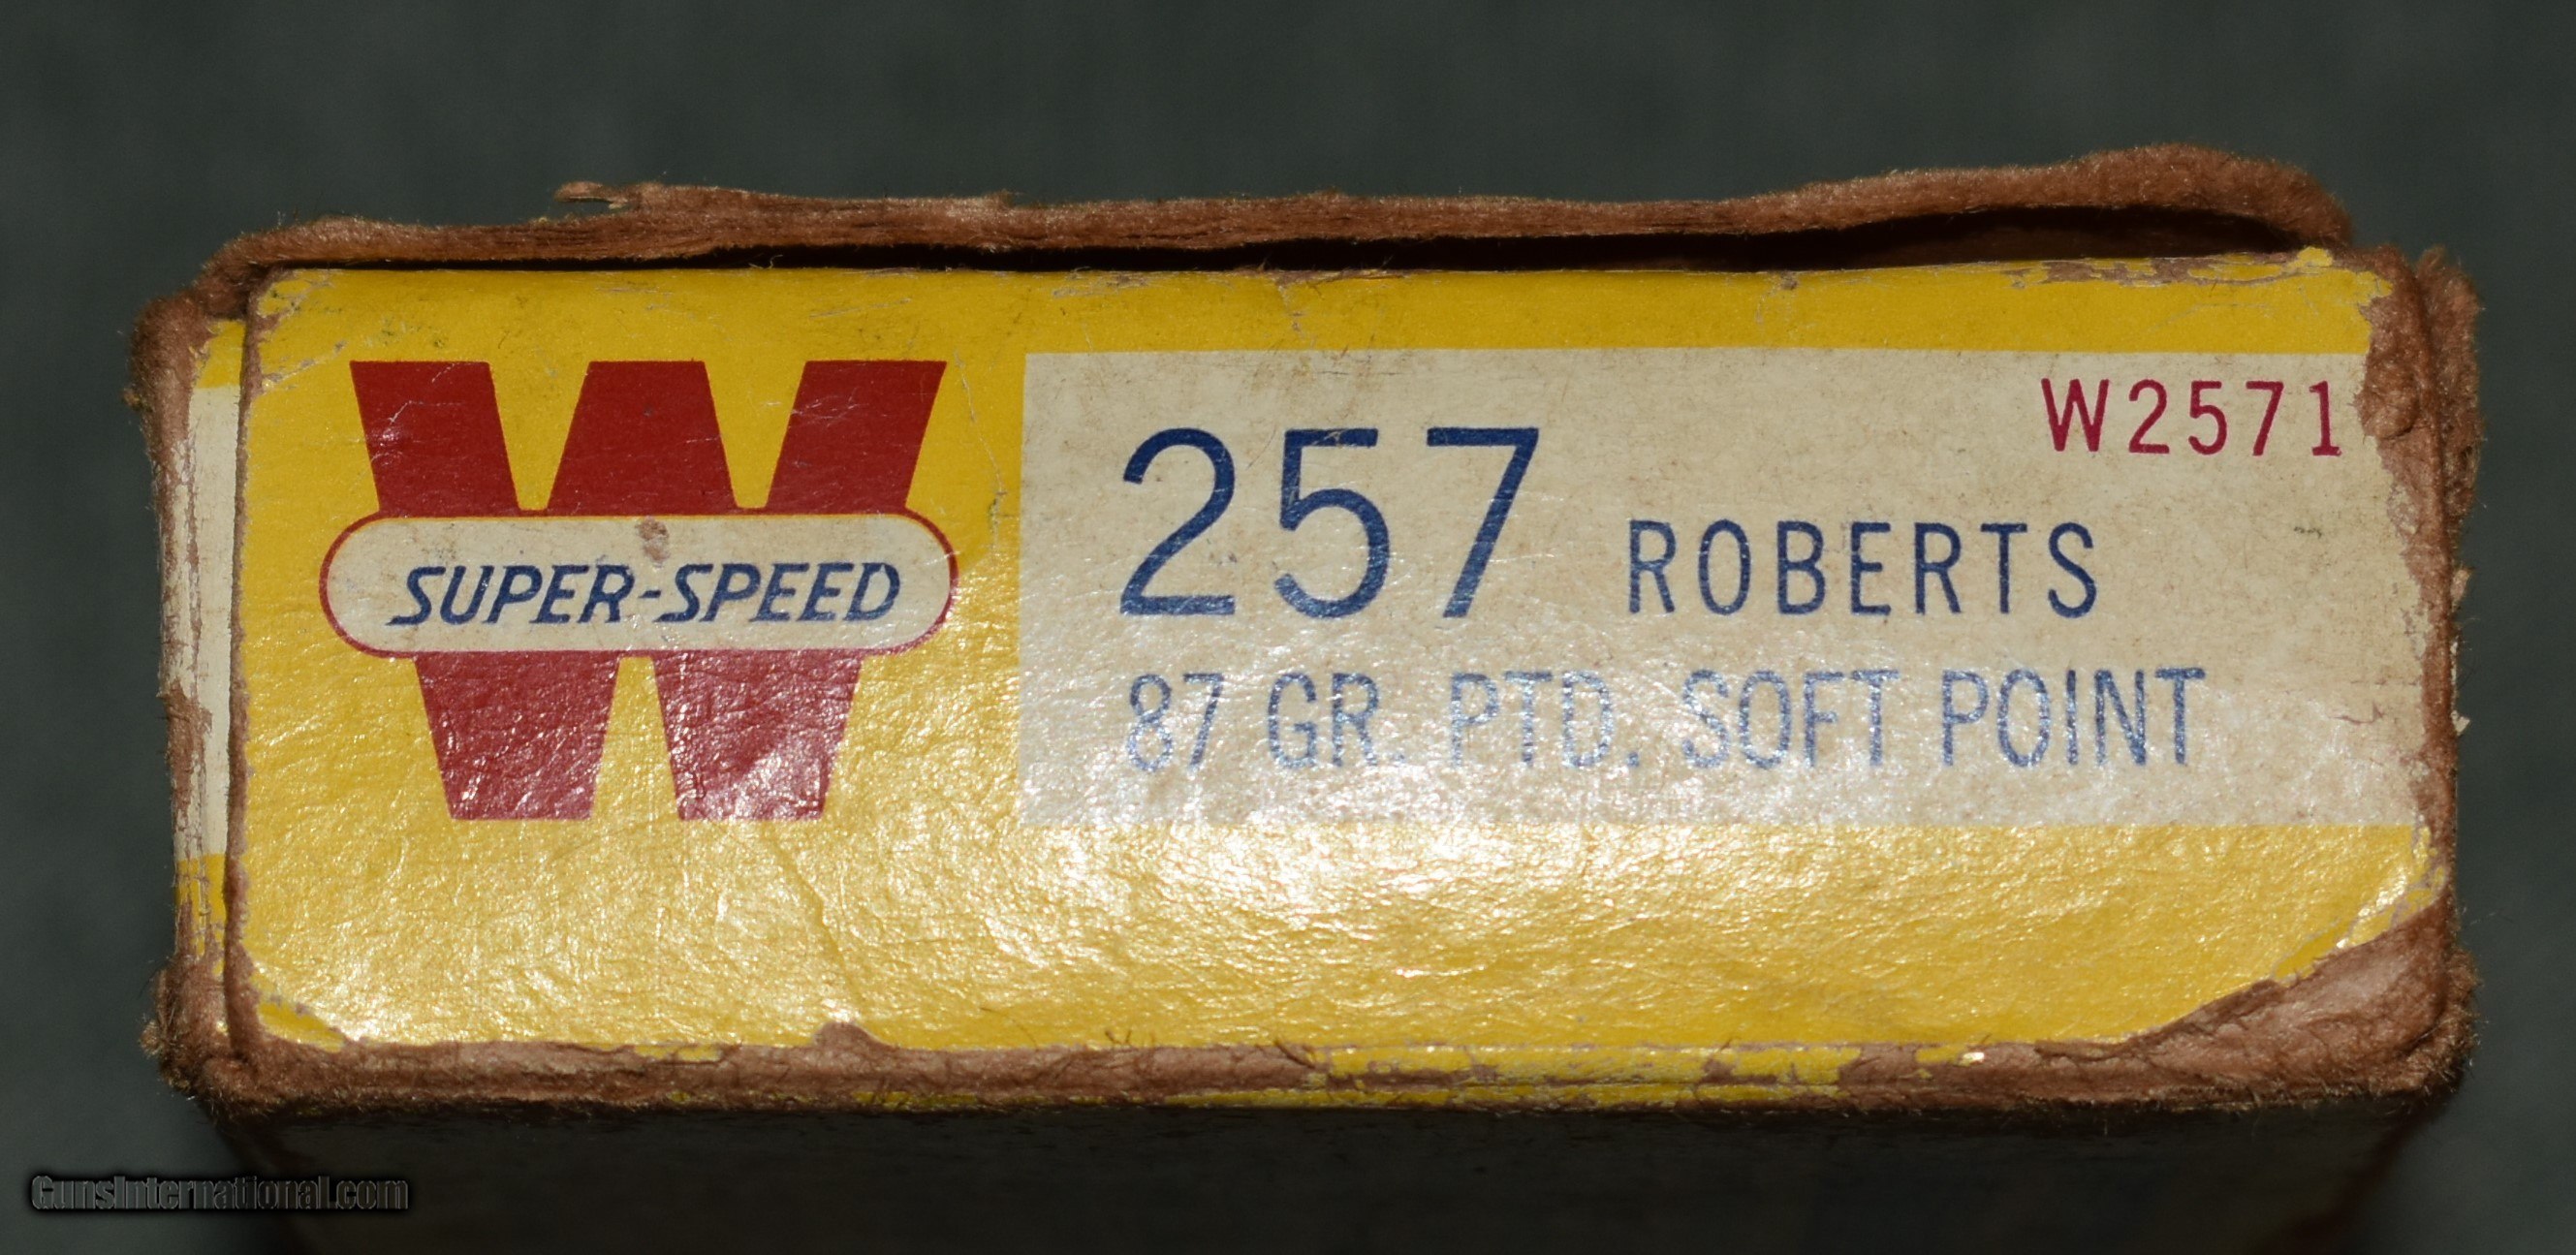 W
SUPER-SPEED
W2571
257 ROBERTS
87 GR. PTD. SOFT POINT
GunsInternational.com